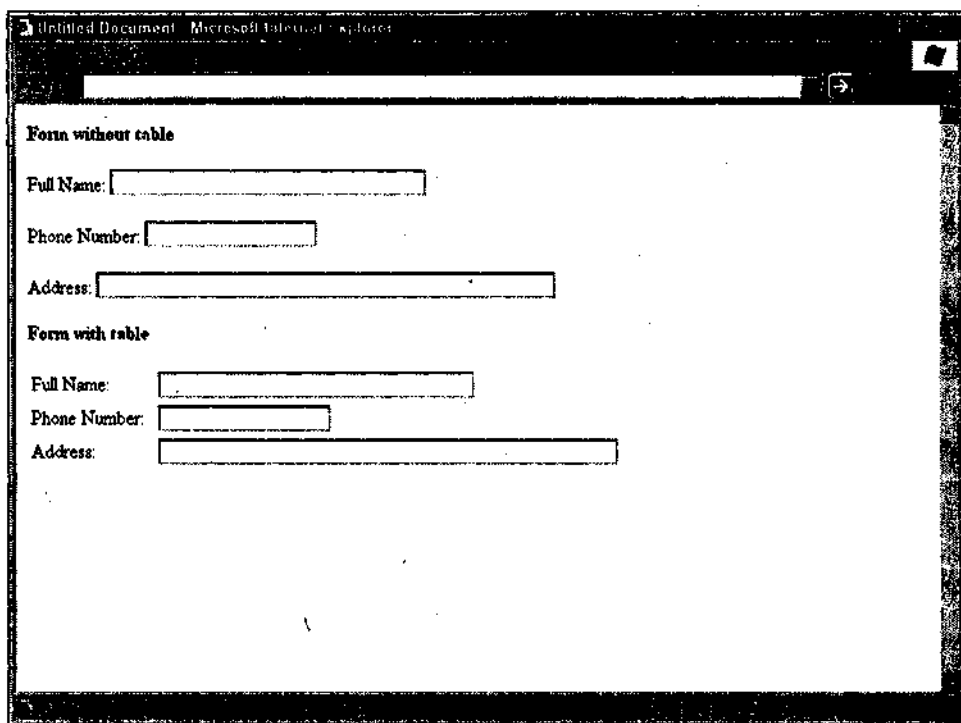 Untitled Document - Microsoft Internet Explorer
Form without table
Full Name:
Phone Number:
Address:
Form with table
Full Name:
Phone Number:
Address: